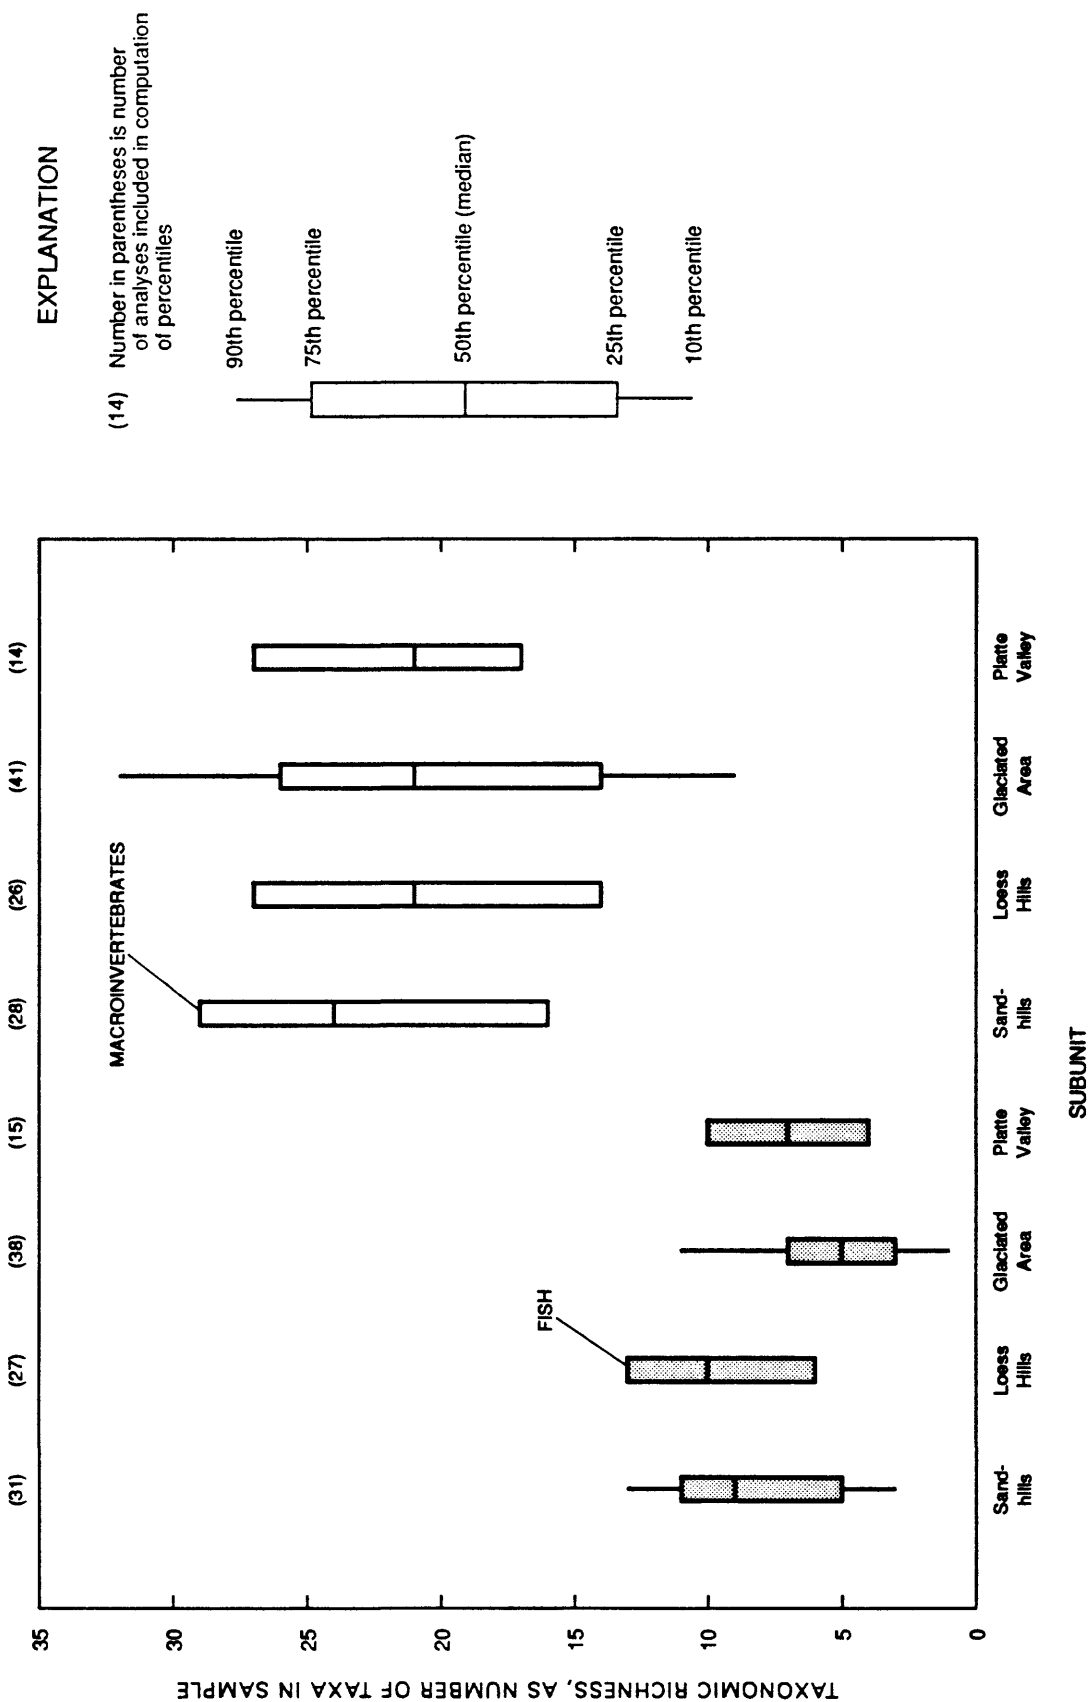 EXPLANATION
(14) Number in parentheses is number
of analyses included in computation
of percentiles
90th percentile
75th percentile
50th percentile (median)
25th percentile
10th percentile
TAXONOMIC RICHNESS, AS NUMBER OF TAXA IN SAMPLE
35
30
25
20
15
10
5
0
(31) (27) (38) (15) (28) (26) (41) (14)
FISH
MACROINVERTEBRATES
Sand- Loess Glaciated Platte Sand- Loess Glaciated Platte
hills Hills Area Valley hills Hills Area Valley
SUBUNIT